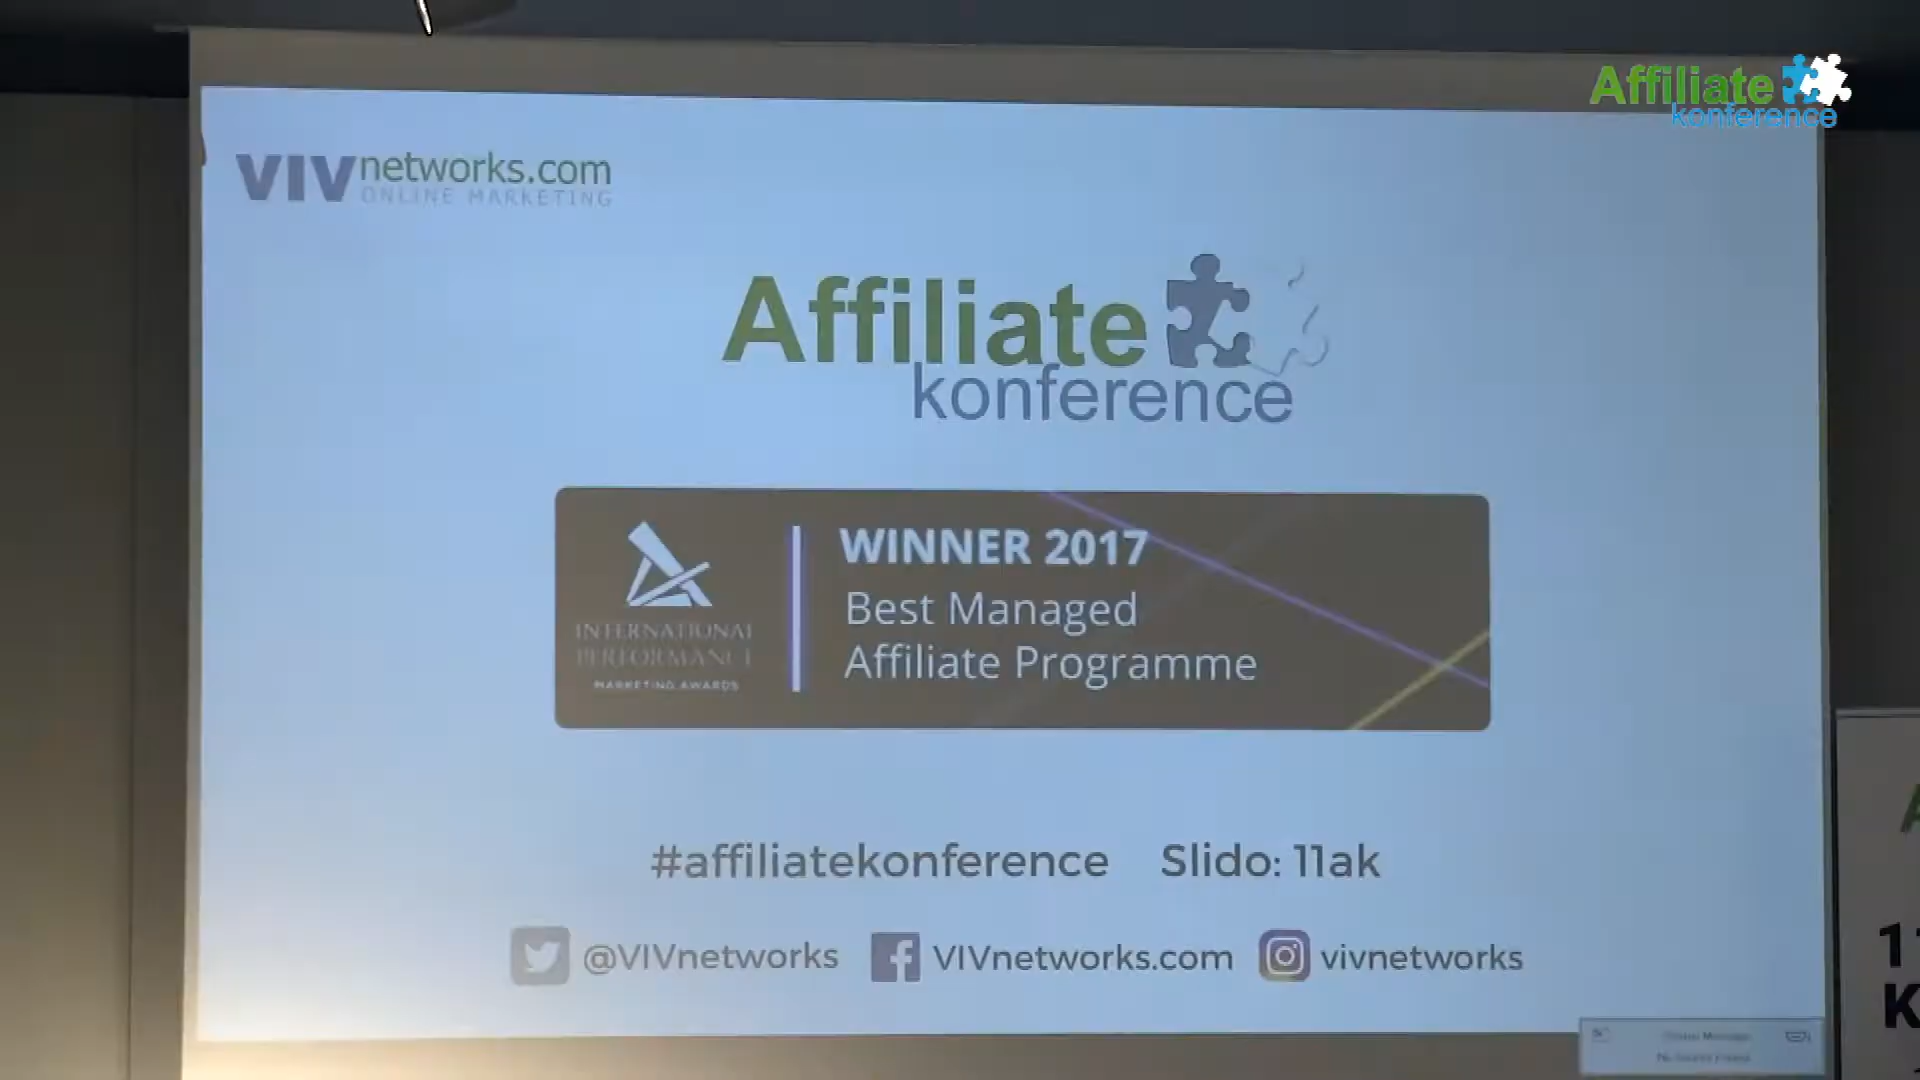 Affiliate
konference
VIVnetworks.com
ONLINE MARKETING
Affiliate
konference
WINNER 2017
Best Managed
Affiliate Programme
INTERNATIONAL
PERFORMANCE
MARKETING AWARDS
#affiliatekonference Slido: 11ak
@VIVnetworks VIVnetworks.com vivnetworks
11
K